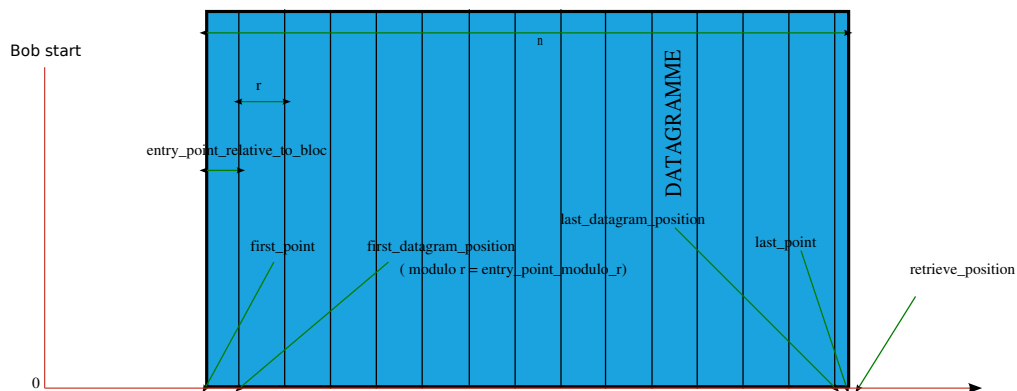 n
Bob start
r
DATAGRAMME
entry_point_relative_to_bloc
last_datagram_position
first_point
first_datagram_position
last_point
( modulo r = entry_point_modulo_r)
retrieve_position
0